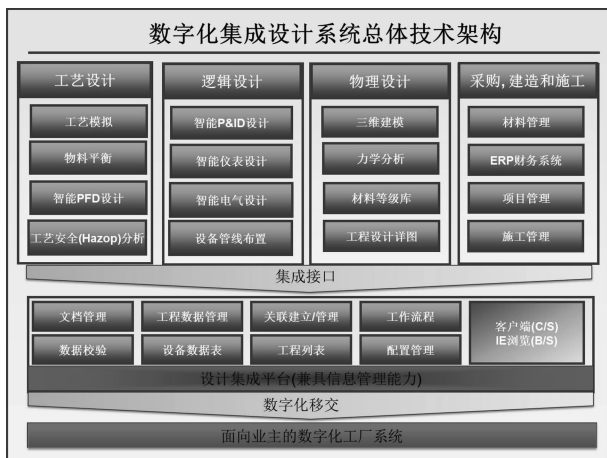 数字化集成设计系统总体技术架构
工艺设计
工艺模拟
物料平衡
智能PFD设计
工艺安全(Hazop)分析
逻辑设计
智能P&ID设计
智能仪表设计
智能电气设计
设备管线布置
物理设计
三维建模
力学分析
材料等级库
工程设计详图
采购,建造和施工
材料管理
ERP财务系统
项目管理
施工管理
集成接口
文档管理
工程数据管理
关联建立/管理
工作流程
数据校验
设备数据表
工程列表
配置管理
客户端(C/S)
IE浏览(B/S)
设计集成平台(兼具信息管理能力)
数字化移交
面向业主的数字化工厂系统